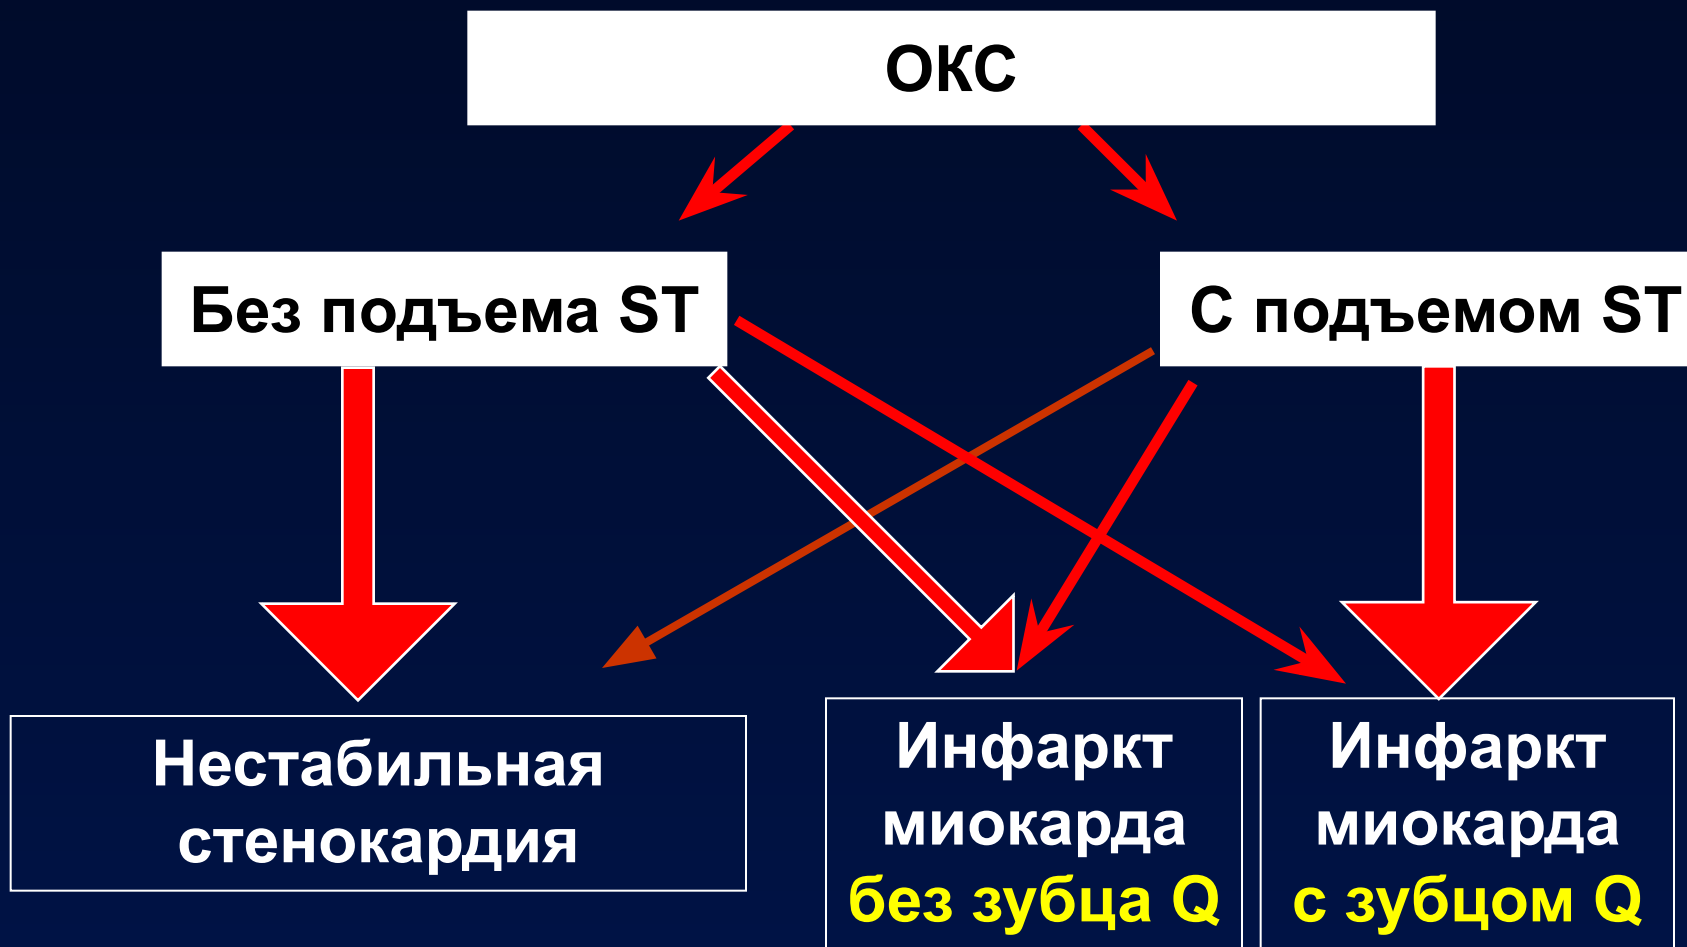 ОКС
Без подъема ST
С подъемом ST
Нестабильная
стенокардия
Инфаркт
миокарда
без зубца Q
Инфаркт
миокарда
с зубцом Q